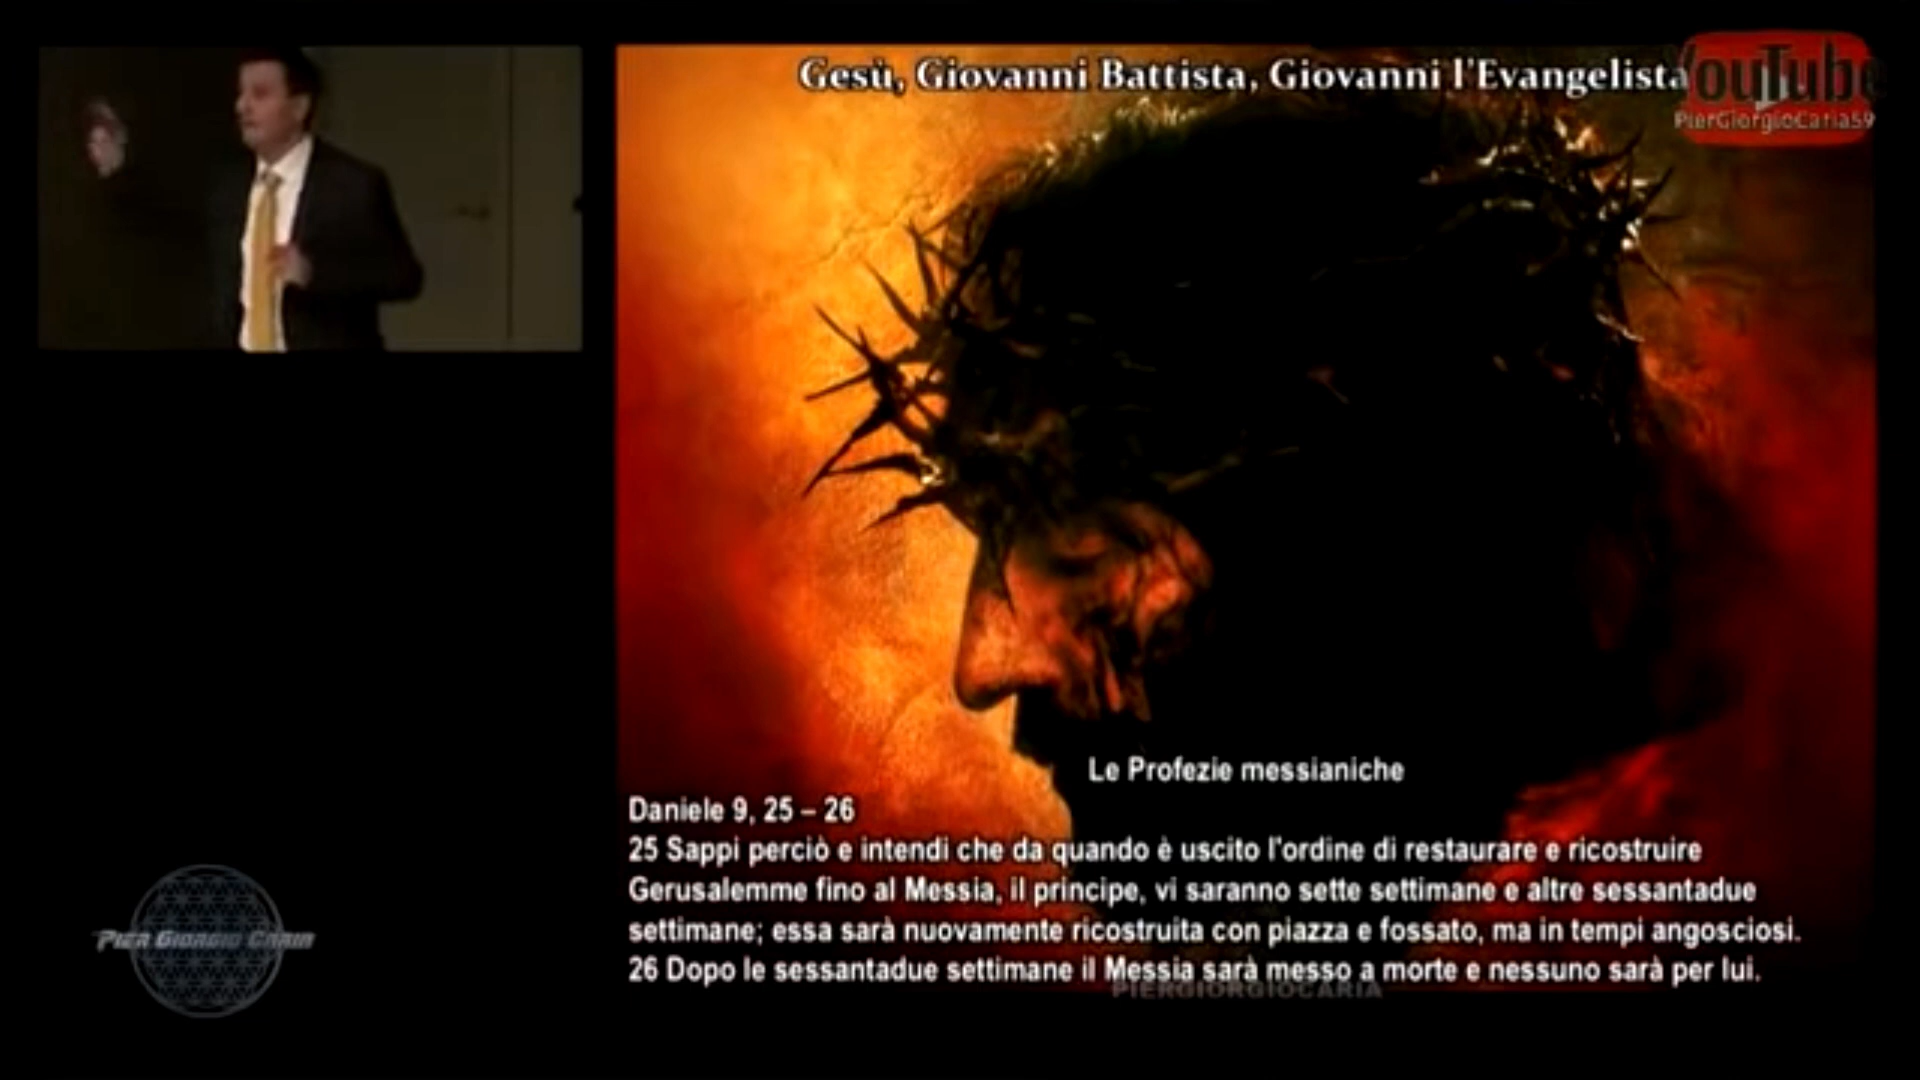 Gesù, Giovanni Battista, Giovanni l'Evangelista
YouTube
PierGiorgioCaria59
Le Profezie messianiche
Daniele 9, 25 – 26
25 Sappi perciò e intendi che da quando è uscito l'ordine di restaurare e ricostruire
Gerusalemme fino al Messia, il principe, vi saranno sette settimane e altre sessantadue
settimane; essa sarà nuovamente ricostruita con piazza e fossato, ma in tempi angosciosi.
26 Dopo le sessantadue settimane il Messia sarà messo a morte e nessuno sarà per lui.
PIERGIORGIOCARIA
PIER GIORGIO CARIA